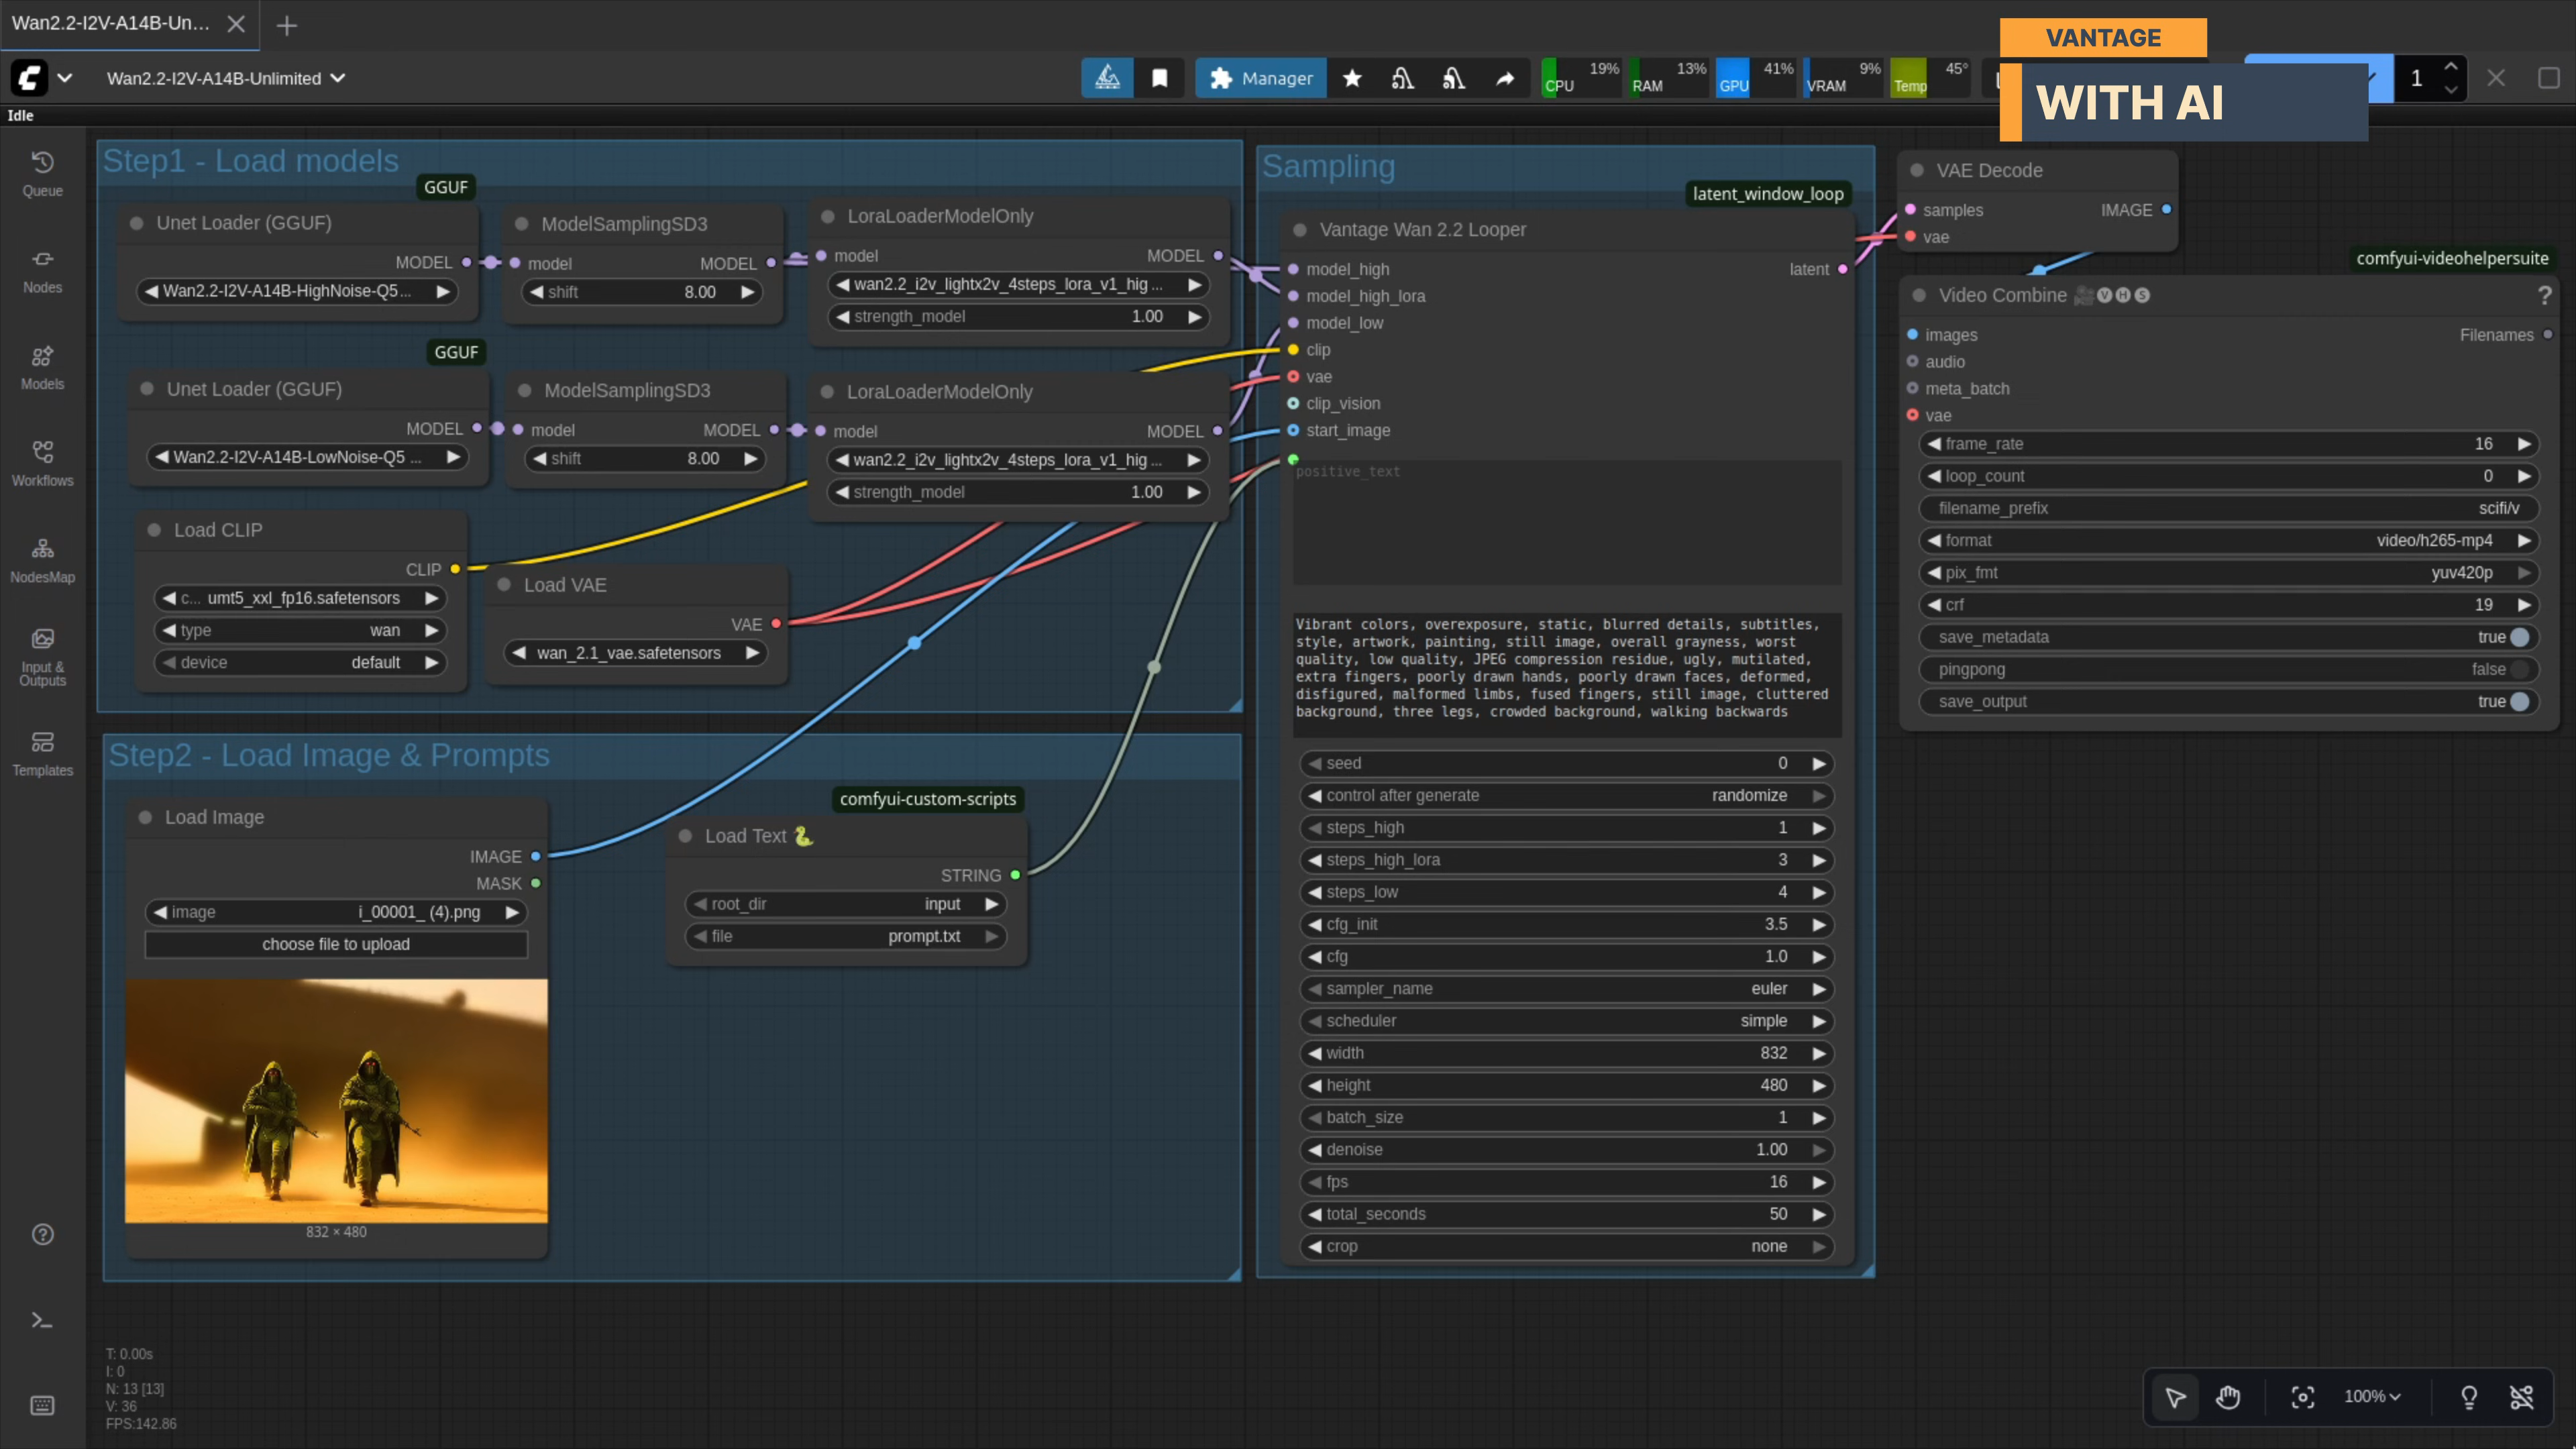 Wan2.2-I2V-A14B-Un...
VANTAGE
WITH AI
Wan2.2-I2V-A14B-Unlimited
Manager
CPU 19%
RAM 13%
GPU 41%
VRAM 9%
Temp 45°
1
Idle
Queue
Nodes
Models
Workflows
NodesMap
Input &
Outputs
Templates
Step1 - Load models
GGUF
Unet Loader (GGUF)
MODEL
Wan2.2-I2V-A14B-HighNoise-Q5...
ModelSamplingSD3
model MODEL
shift 8.00
LoraLoaderModelOnly
model MODEL
wan2.2_i2v_lightx2v_4steps_lora_v1_hig ...
strength_model 1.00
GGUF
Unet Loader (GGUF)
MODEL
Wan2.2-I2V-A14B-LowNoise-Q5 ...
ModelSamplingSD3
model MODEL
shift 8.00
LoraLoaderModelOnly
model MODEL
wan2.2_i2v_lightx2v_4steps_lora_v1_hig ...
strength_model 1.00
Load CLIP
CLIP
c... umt5_xxl_fp16.safetensors
type wan
device default
Load VAE
VAE
wan_2.1_vae.safetensors
Step2 - Load Image & Prompts
Load Image
IMAGE
MASK
image i_00001_ (4).png
choose file to upload
832 × 480
comfyui-custom-scripts
Load Text
STRING
root_dir input
file prompt.txt
Sampling
latent_window_loop
Vantage Wan 2.2 Looper
model_high latent
model_high_lora
model_low
clip
vae
clip_vision
start_image
positive_text
Vibrant colors, overexposure, static, blurred details, subtitles,
style, artwork, painting, still image, overall grayness, worst
quality, low quality, JPEG compression residue, ugly, mutilated,
extra fingers, poorly drawn hands, poorly drawn faces, deformed,
disfigured, malformed limbs, fused fingers, still image, cluttered
background, three legs, crowded background, walking backwards
seed 0
control after generate randomize
steps_high 1
steps_high_lora 3
steps_low 4
cfg_init 3.5
cfg 1.0
sampler_name euler
scheduler simple
width 832
height 480
batch_size 1
denoise 1.00
fps 16
total_seconds 50
crop none
VAE Decode
samples IMAGE
vae
comfyui-videohelpersuite
Video Combine VHS ?
images Filenames
audio
meta_batch
vae
frame_rate 16
loop_count 0
filename_prefix scifi/v
format video/h265-mp4
pix_fmt yuv420p
crf 19
save_metadata true
pingpong false
save_output true
T: 0.00s
I: 0
N: 13 [13]
V: 36
FPS:142.86
100%